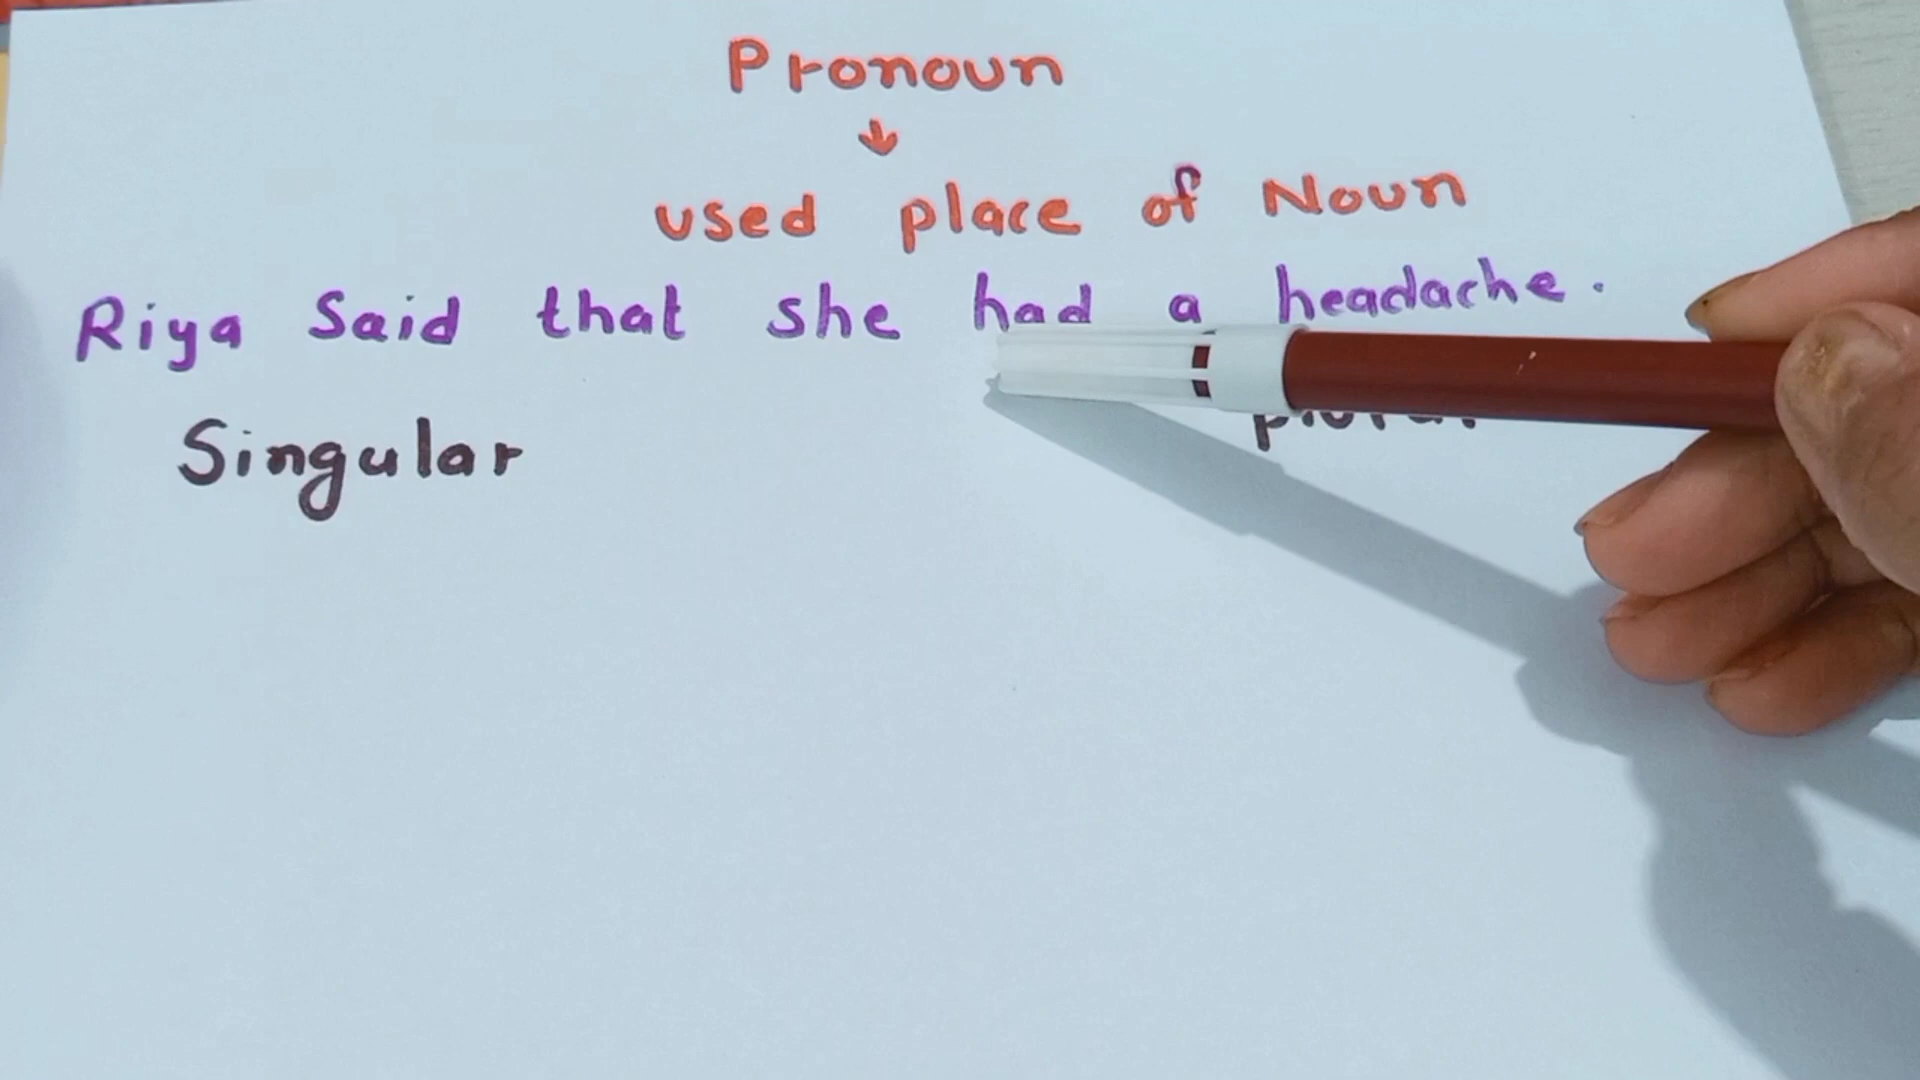 Pronoun
↓
used place of Noun
Riya Said that she had a headache.
Singular